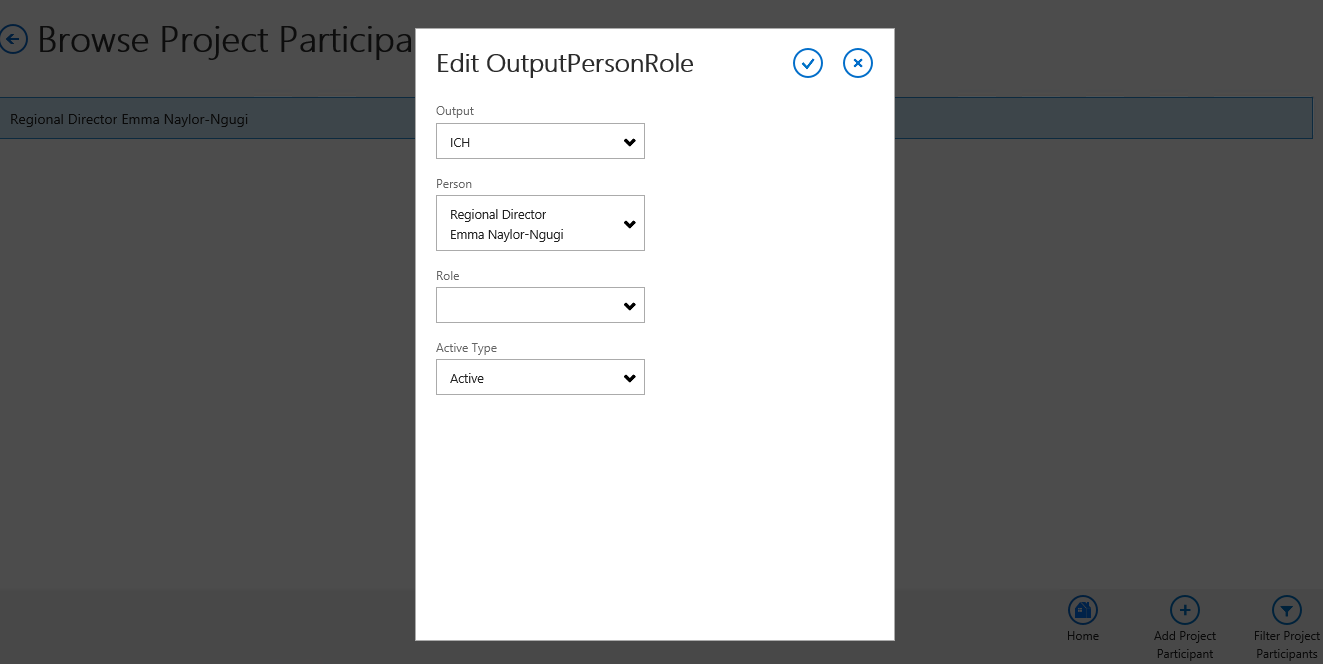 Browse Project Participa
Regional Director Emma Naylor-Ngugi
Edit OutputPersonRole
Output
ICH
Person
Regional Director
Emma Naylor-Ngugi
Role
Active Type
Active
Home
Add Project
Participant
Filter Project
Participants